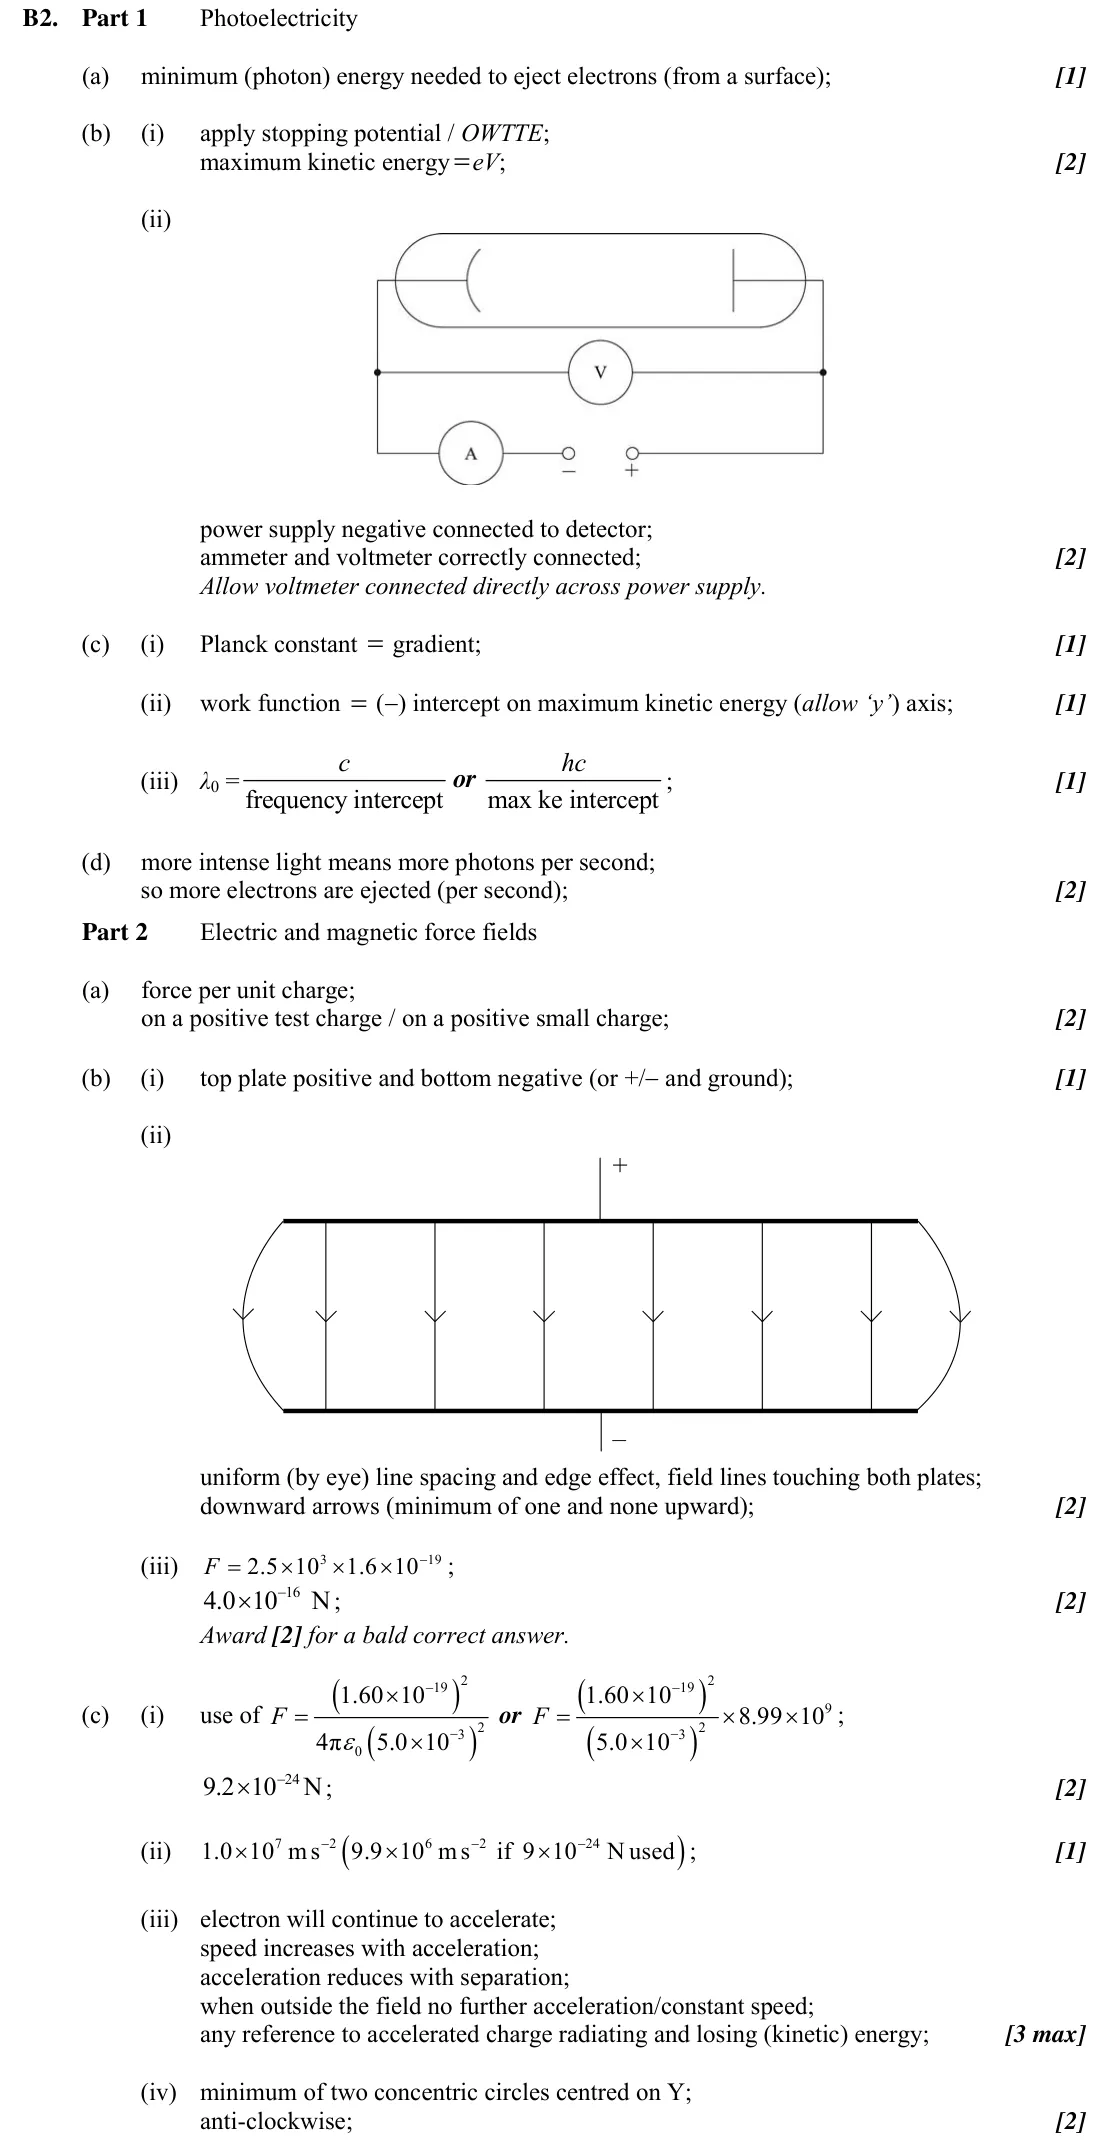 B2. Part 1 Photoelectricity
(a) minimum (photon) energy needed to eject electrons (from a surface); [1]
(b) (i) apply stopping potential / OWTTE;
maximum kinetic energy=eV; [2]
(ii)
V
A
− +
power supply negative connected to detector;
ammeter and voltmeter correctly connected; [2]
Allow voltmeter connected directly across power supply.
(c) (i) Planck constant = gradient; [1]
(ii) work function = (–) intercept on maximum kinetic energy (allow ‘y’) axis; [1]
(iii) λ₀ = c / frequency intercept or hc / max ke intercept ; [1]
(d) more intense light means more photons per second;
so more electrons are ejected (per second); [2]
Part 2 Electric and magnetic force fields
(a) force per unit charge;
on a positive test charge / on a positive small charge; [2]
(b) (i) top plate positive and bottom negative (or +/– and ground); [1]
(ii)
+
−
uniform (by eye) line spacing and edge effect, field lines touching both plates;
downward arrows (minimum of one and none upward); [2]
(iii) F = 2.5×10³ ×1.6×10⁻¹⁹ ;
4.0×10⁻¹⁶ N; [2]
Award [2] for a bald correct answer.
(c) (i) use of F = (1.60×10⁻¹⁹)² / 4πε₀(5.0×10⁻³)² or F = (1.60×10⁻¹⁹)² / (5.0×10⁻³)² ×8.99×10⁹ ;
9.2×10⁻²⁴ N; [2]
(ii) 1.0×10⁷ m s⁻² (9.9×10⁶ m s⁻² if 9×10⁻²⁴ N used); [1]
(iii) electron will continue to accelerate;
speed increases with acceleration;
acceleration reduces with separation;
when outside the field no further acceleration/constant speed;
any reference to accelerated charge radiating and losing (kinetic) energy; [3 max]
(iv) minimum of two concentric circles centred on Y;
anti-clockwise; [2]